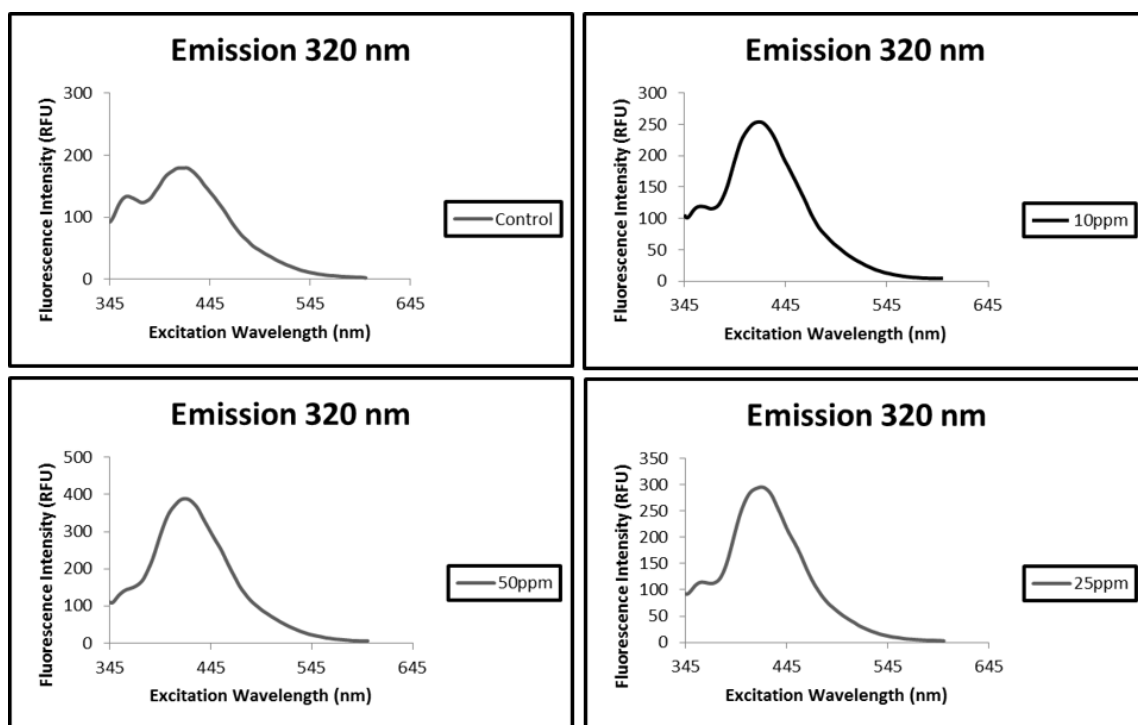 Emission 320 nm
Fluorescence Intensity (RFU)
300
200
100
0
345
445
545
645
Excitation Wavelength (nm)
Control
Emission 320 nm
Fluorescence Intensity (RFU)
300
250
200
150
100
50
0
345
445
545
645
Excitation Wavelength (nm)
10ppm
Emission 320 nm
Fluorescence Intensity (RFU)
500
400
300
200
100
0
345
445
545
645
Excitation Wavelength (nm)
50ppm
Emission 320 nm
Fluorescence Intensity (RFU)
350
300
250
200
150
100
50
0
345
445
545
645
Excitation Wavelength (nm)
25ppm